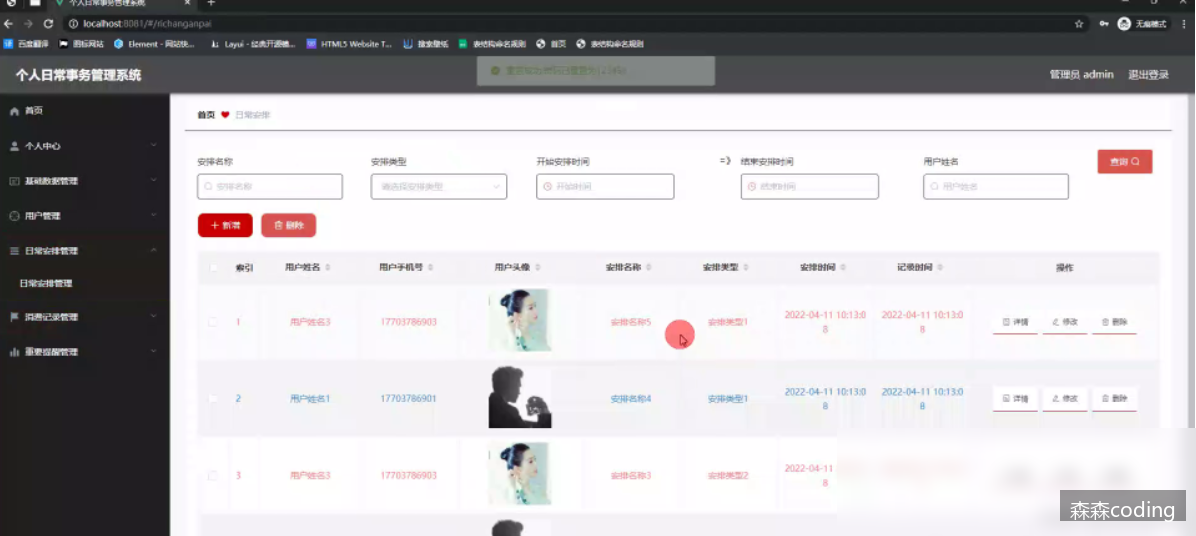 个人日常事务管理系统
localhost:8081/#/richanganpai
无痕模式
百度翻译 图标网站 Element - 网站快... Layui - 经典开源模... HTML5 Website T... 搜索壁纸 表结构命名规则 首页 表结构命名规则
个人日常事务管理系统
管理员 admin 退出登录
首页
个人中心
基础数据管理
用户管理
日常安排管理
日常安排管理
消费记录管理
重要提醒管理
首页 日常安排
安排名称 安排类型 开始安排时间 结束安排时间 用户姓名
安排名称 请选择安排类型 开始时间 结束时间 用户姓名 查询
新增 删除
索引 用户姓名 用户手机号 用户头像 安排名称 安排类型 安排时间 记录时间 操作
1 用户姓名3 17703786903 安排名称5 安排类型1 2022-04-11 10:13:0 2022-04-11 10:13:0 详情 修改 删除
8 8
2 用户姓名1 17703786901 安排名称4 安排类型1 2022-04-11 10:13:0 2022-04-11 10:13:0 详情 修改 删除
8 8
3 用户姓名3 17703786903 安排名称3 安排类型2 2022-04-11
8
森森coding